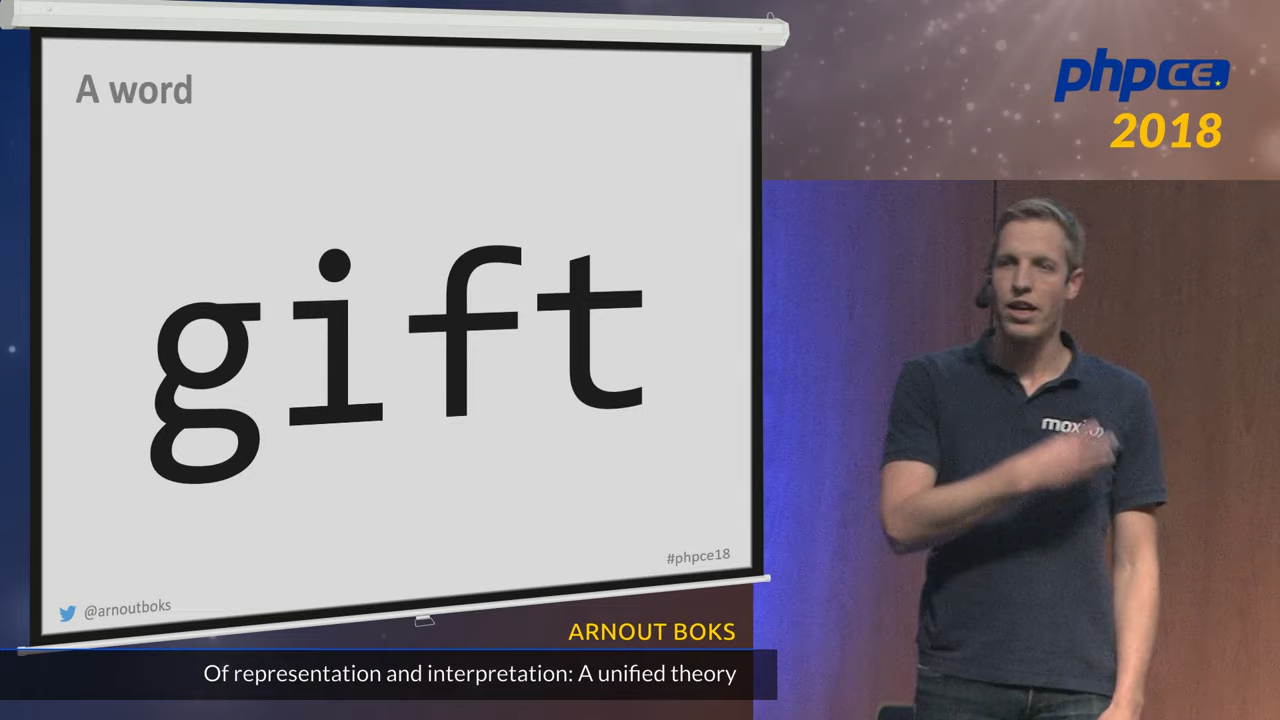 A word
gift
#phpce18
@arnoutboks
phpce.
2018
ARNOUT BOKS
Of representation and interpretation: A unified theory